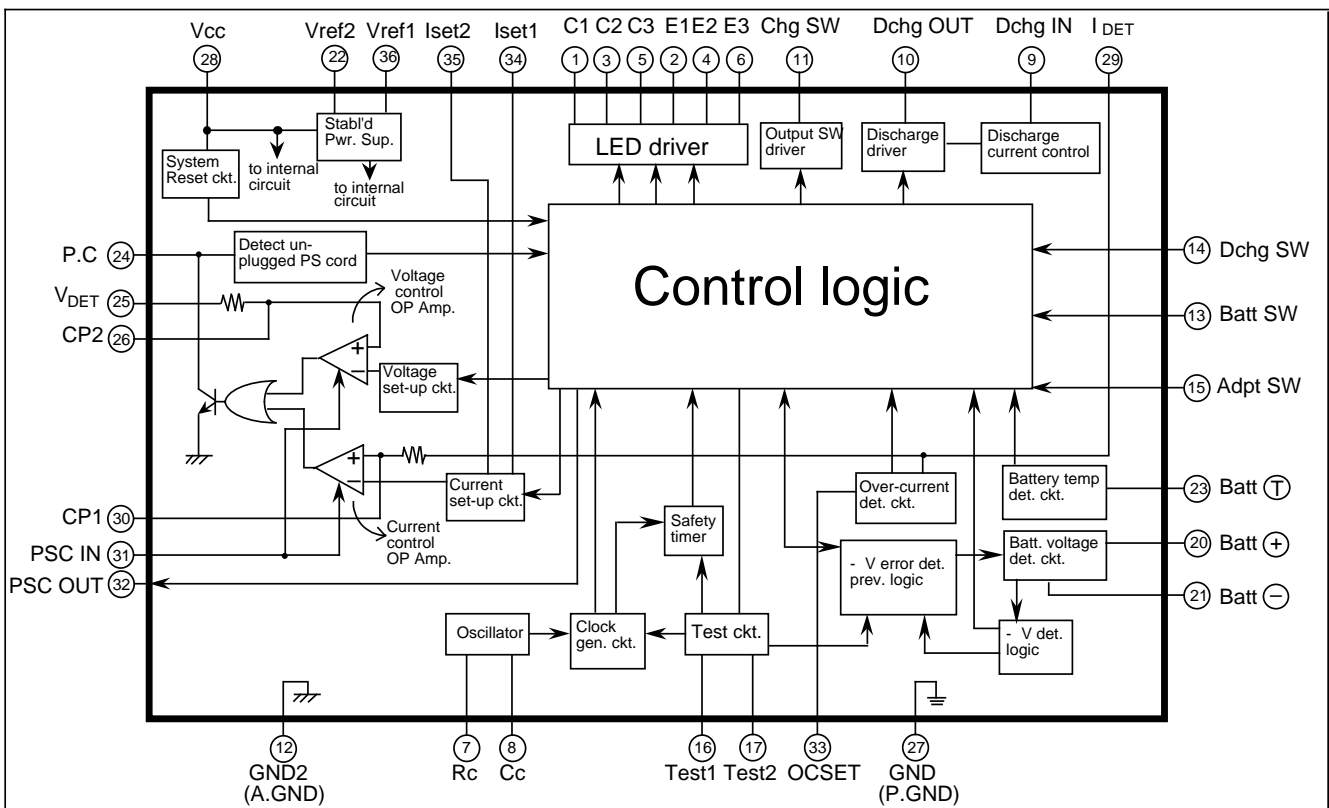 Vcc Vref2 Vref1 Iset2 Iset1 C1 C2 C3 E1 E2 E3 Chg SW Dchg OUT Dchg IN I DET
28 22 36 35 34 1 3 5 2 4 6 11 10 9 29
Stabl'd
Pwr. Sup.
System
Reset ckt.
to internal
circuit
to internal
circuit
LED driver
Output SW
driver
Discharge
driver
Discharge
current control
P.C 24
Detect un-
plugged PS cord
VDET 25
CP2 26
Voltage
control
OP Amp.
Control logic
14 Dchg SW
13 Batt SW
15 Adpt SW
+
−
Voltage
set-up ckt.
+
−
Current
set-up ckt.
Over-current
det. ckt.
Battery temp
det. ckt.
23 Batt T
CP1 30
PSC IN 31
PSC OUT 32
Current
control
OP Amp.
Safety
timer
- V error det.
prev. logic
Batt. voltage
det. ckt.
20 Batt +
21 Batt −
Oscillator
Clock
gen. ckt.
Test ckt.
- V det.
logic
12 7 8 16 17 33 27
GND2
(A.GND)
Rc Cc Test1 Test2 OCSET
GND
(P.GND)